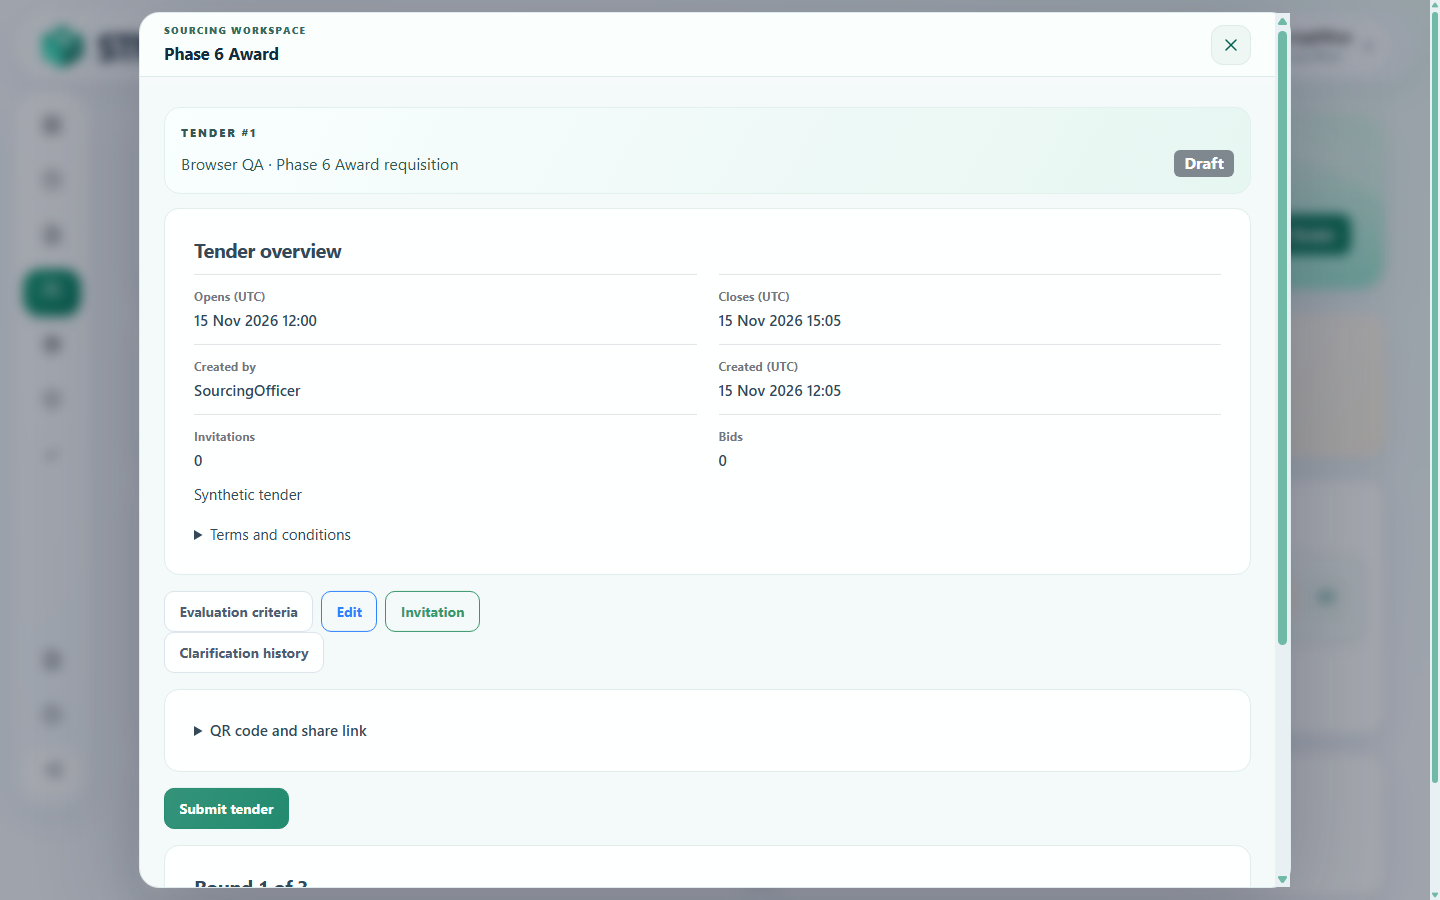 SOURCING WORKSPACE
Phase 6 Award
TENDER #1
Browser QA · Phase 6 Award requisition
Draft
Tender overview
Opens (UTC)
15 Nov 2026 12:00
Closes (UTC)
15 Nov 2026 15:05
Created by
SourcingOfficer
Created (UTC)
15 Nov 2026 12:05
Invitations
0
Bids
0
Synthetic tender
Terms and conditions
Evaluation criteria
Edit
Invitation
Clarification history
QR code and share link
Submit tender
Round 1 of